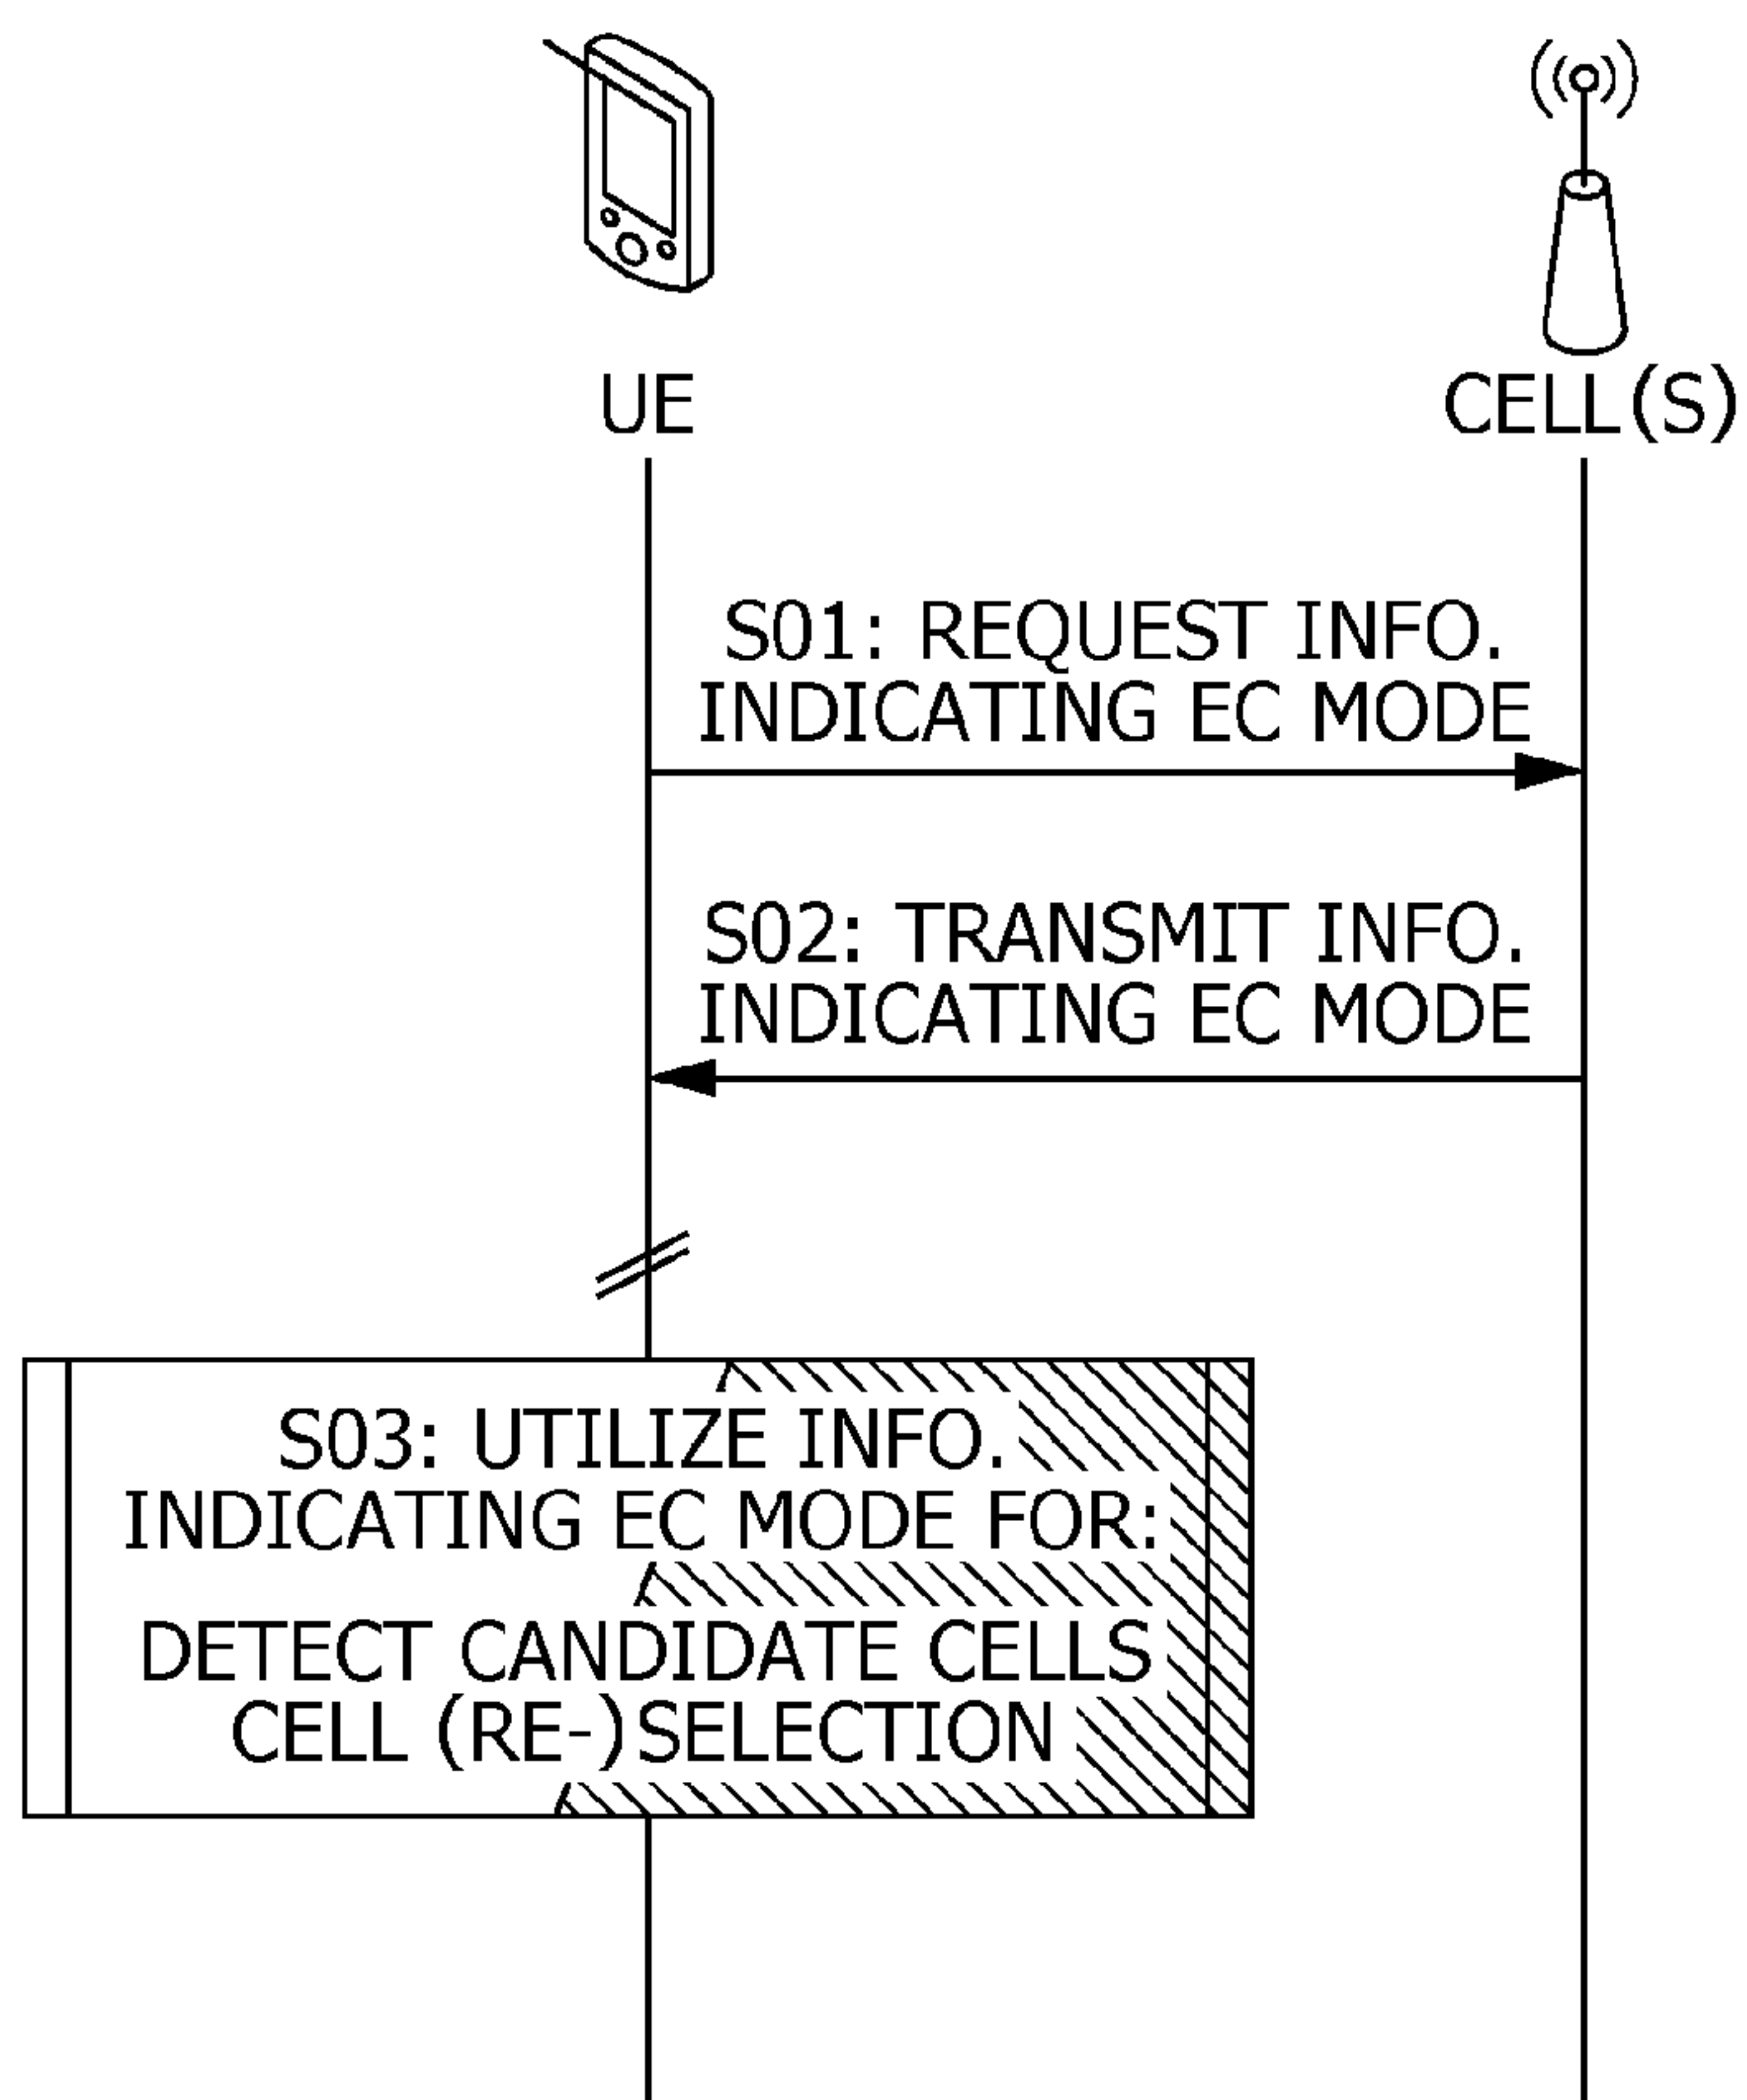 UE
CELL(S)
S01: REQUEST INFO.
INDICATING EC MODE
S02: TRANSMIT INFO.
INDICATING EC MODE
S03: UTILIZE INFO.
INDICATING EC MODE FOR:
DETECT CANDIDATE CELLS
CELL (RE-)SELECTION